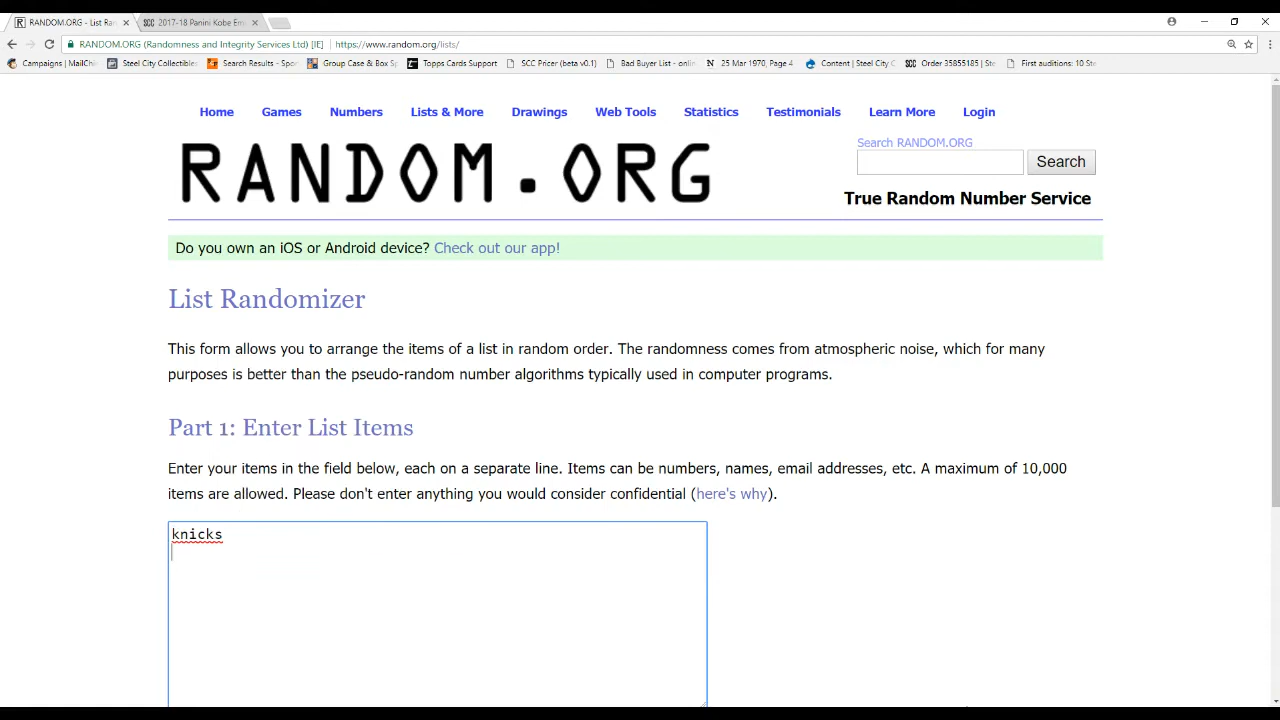 RANDOM.ORG - List Ra
SCC 2017-18 Panini Kobe Em
RANDOM.ORG (Randomness and Integrity Services Ltd) [IE] https://www.random.org/lists/
Campaigns | MailChi Steel City Collectibles Search Results - Spo Group Case & Box S Topps Cards Support SCC Pricer (beta v0.1) Bad Buyer List - onlin N 25 Mar 1970, Page 4 Content | Steel City C SCC Order 35855185 | Ste First auditions: 10 Ste
Home Games Numbers Lists & More Drawings Web Tools Statistics Testimonials Learn More Login
RANDOM.ORG
Search RANDOM.ORG
Search
True Random Number Service
Do you own an iOS or Android device? Check out our app!
List Randomizer
This form allows you to arrange the items of a list in random order. The randomness comes from atmospheric noise, which for many
purposes is better than the pseudo-random number algorithms typically used in computer programs.
Part 1: Enter List Items
Enter your items in the field below, each on a separate line. Items can be numbers, names, email addresses, etc. A maximum of 10,000
items are allowed. Please don't enter anything you would consider confidential (here's why).
knicks